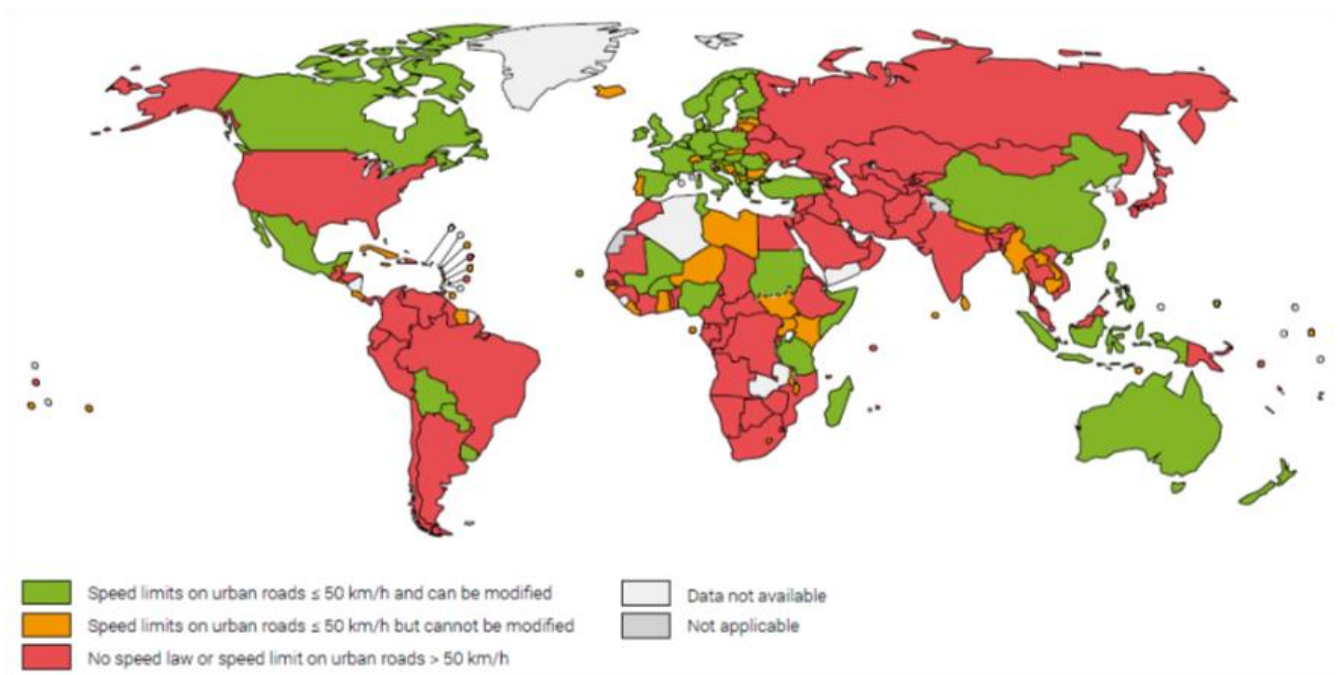 Speed limits on urban roads ≤ 50 km/h and can be modified
Speed limits on urban roads ≤ 50 km/h but cannot be modified
No speed law or speed limit on urban roads > 50 km/h
Data not available
Not applicable